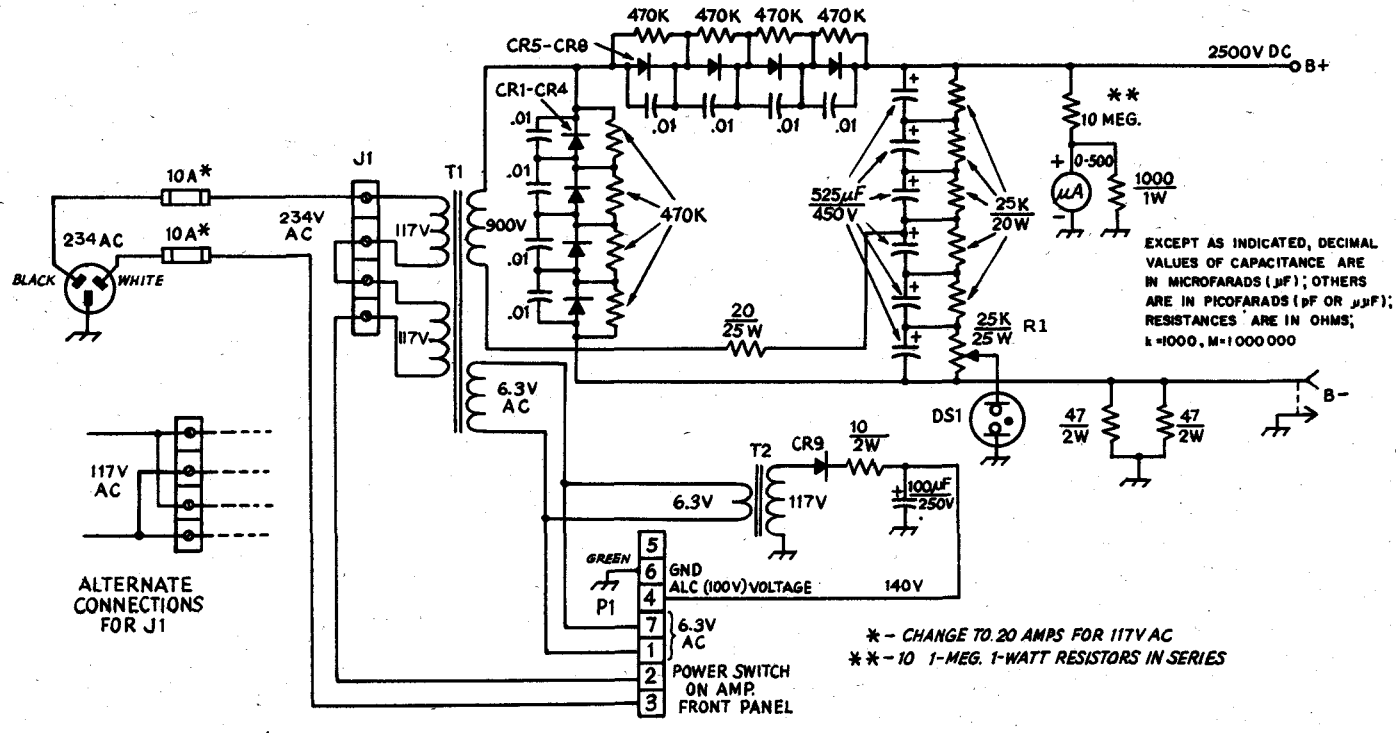 470K 470K 470K 470K
CR5-CR8
2500V DC
B+
CR1-CR4
.01 .01 .01 .01
.01
.01
.01
.01
470K
**
10 MEG.
+
0-500
μA
-
1000
1W
+
+
+
+
+
+
525μF
450V
25K
20W
J1
T1
10A*
10A*
234AC
234V
AC
117V
900V
117V
BLACK
WHITE
EXCEPT AS INDICATED, DECIMAL
VALUES OF CAPACITANCE ARE
IN MICROFARADS (μF); OTHERS
ARE IN PICOFARADS (pF OR μμF);
RESISTANCES ARE IN OHMS;
k=1000, M=1000000
20
25W
25K
25W
R1
6.3V
AC
DS1
B-
47
2W
47
2W
T2
CR9
10
2W
6.3V
117V
+
100μF
250V
117V
AC
ALTERNATE
CONNECTIONS
FOR J1
GREEN
P1
5
6
4
7
1
2
3
GND
ALC (100V) VOLTAGE
140V
6.3V
AC
POWER SWITCH
ON AMP.
FRONT PANEL
* - CHANGE TO 20 AMPS FOR 117V AC
** - 10 1-MEG. 1-WATT RESISTORS IN SERIES